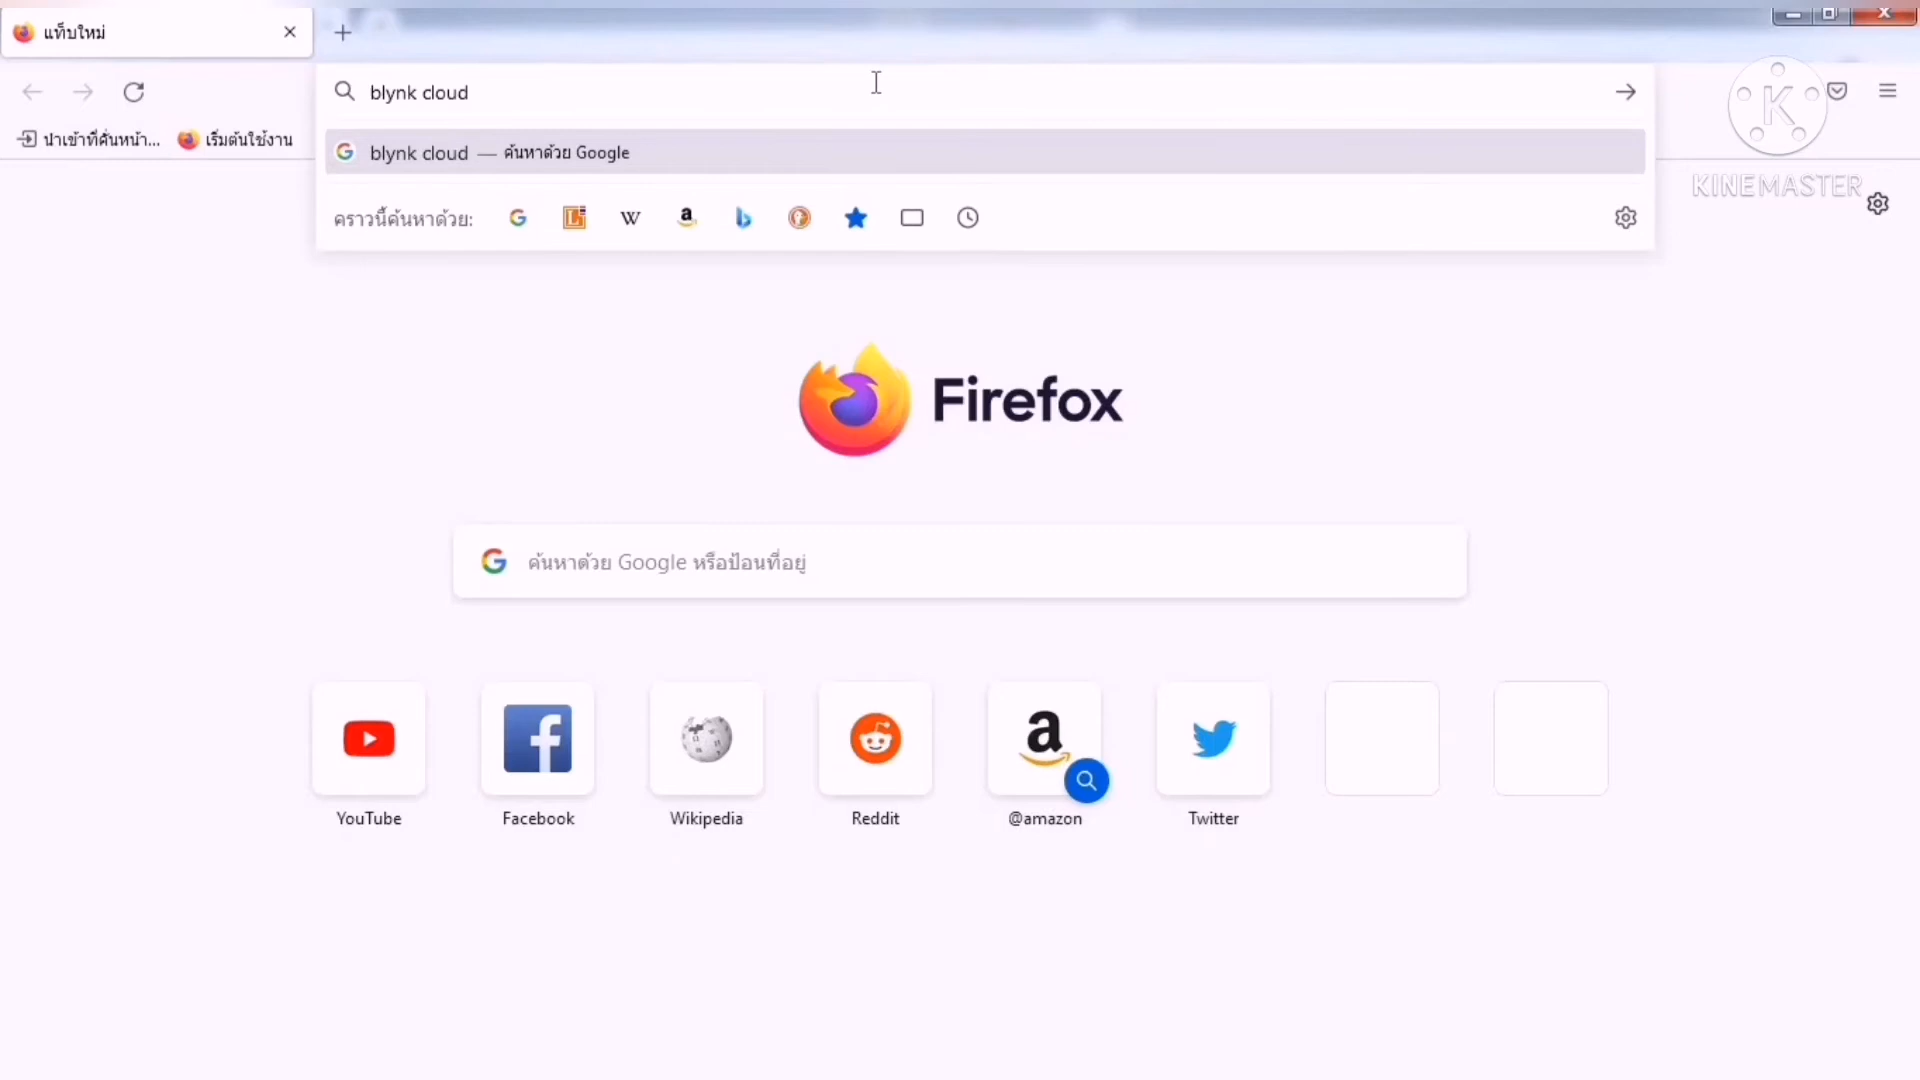 แท็บใหม่
blynk cloud
นำเข้าที่คั่นหน้า...
เริ่มต้นใช้งาน
blynk cloud — ค้นหาด้วย Google
KINEMASTER
คราวนี้ค้นหาด้วย:
Firefox
ค้นหาด้วย Google หรือป้อนที่อยู่
YouTube
Facebook
Wikipedia
Reddit
@amazon
Twitter